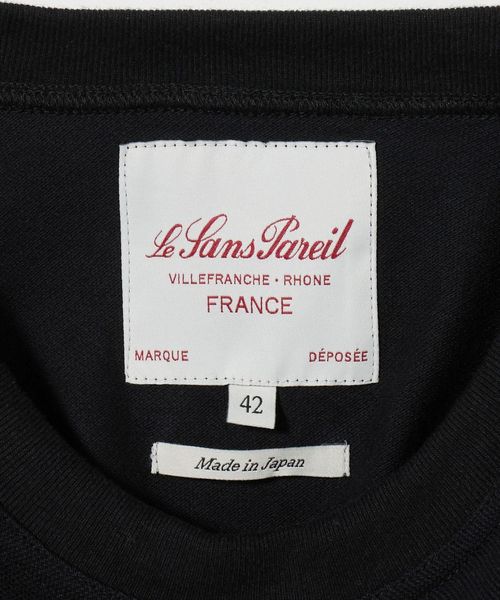 Le Sans Pareil
VILLEFRANCHE · RHONE
FRANCE
MARQUE DÉPOSÉE
42
Made in Japan